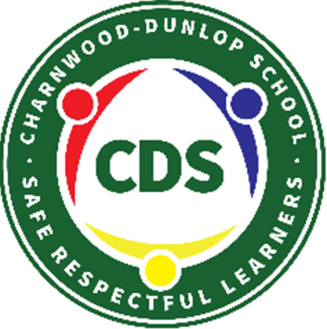 CHARNWOOD-DUNLOP SCHOOL
CDS
· SAFE RESPECTFUL LEARNERS ·